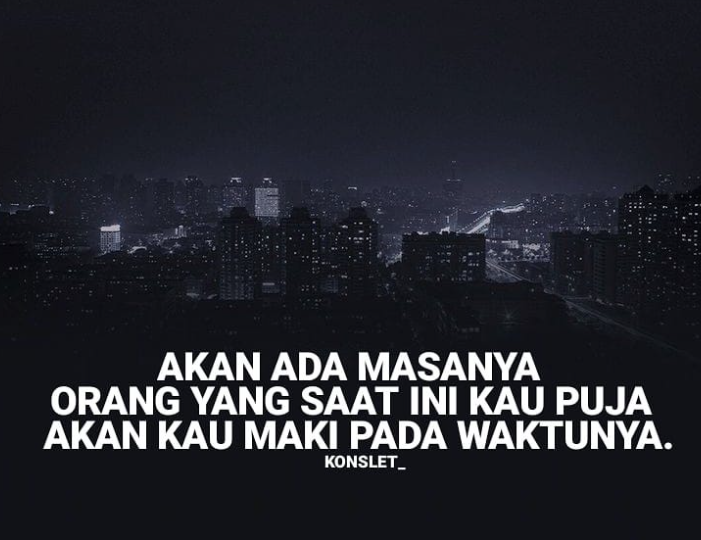 AKAN ADA MASANYA
ORANG YANG SAAT INI KAU PUJA
AKAN KAU MAKI PADA WAKTUNYA.
KONSLET_